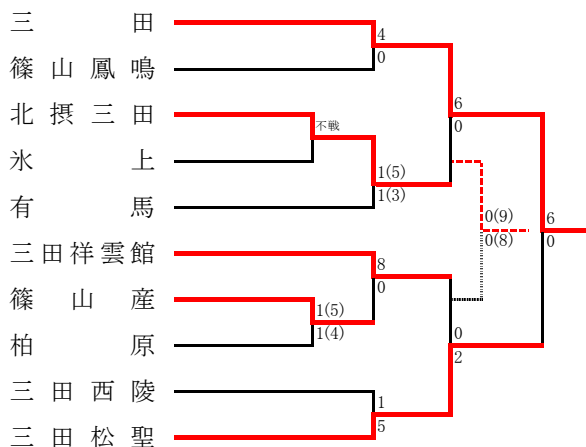 三田
4
0
篠山鳳鳴
6
0
北摂三田
不戦
氷上
1(5)
1(3)
有馬
0(9)
0(8)
6
0
三田祥雲館
8
0
篠山産
1(5)
1(4)
柏原
0
2
三田西陵
1
5
三田松聖